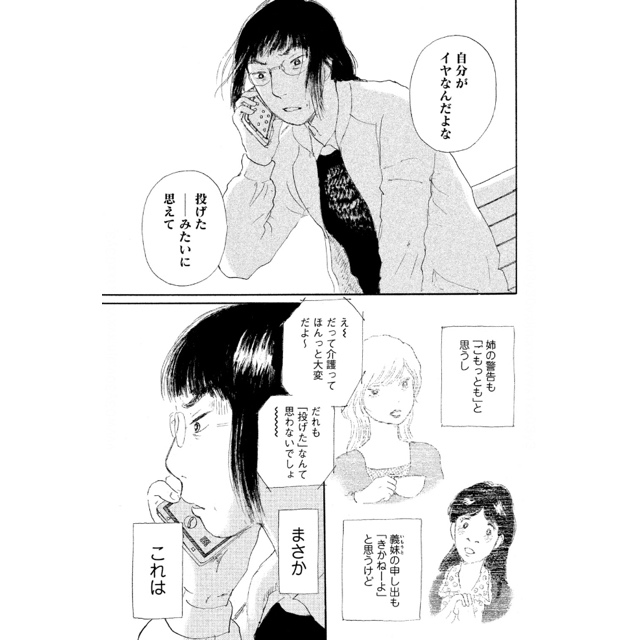 自分が
イヤなんだよな
投げた
――みたいに
思えて
姉の警告も
「ごもっとも」と
思うし
え～
だって介護って
ほんっと大変
だよ～
だれも
「投げた」なんて
思わないでしょ
～～～
義妹の申し出も
いもうと
「きかねーよ」
と思うけど
まさか
これは